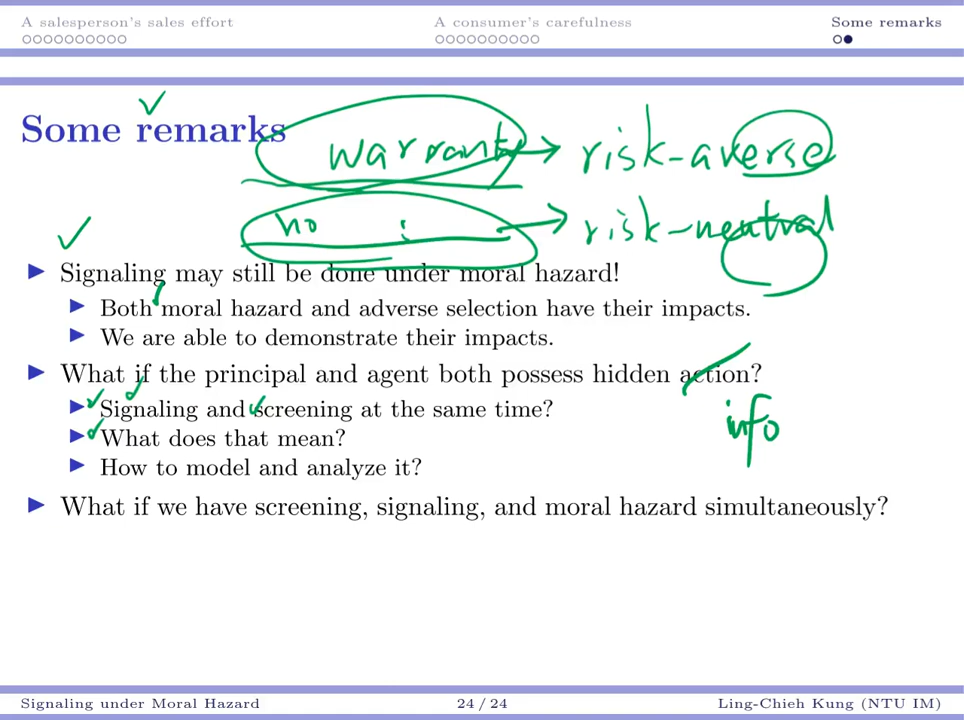 A salesperson's sales effort A consumer's carefulness Some remarks
Some remarks
warranty → risk-averse
no : → risk-neutral
Signaling may still be done under moral hazard!
Both moral hazard and adverse selection have their impacts.
We are able to demonstrate their impacts.
What if the principal and agent both possess hidden action?
info
Signaling and screening at the same time?
What does that mean?
How to model and analyze it?
What if we have screening, signaling, and moral hazard simultaneously?
Signaling under Moral Hazard 24 / 24 Ling-Chieh Kung (NTU IM)